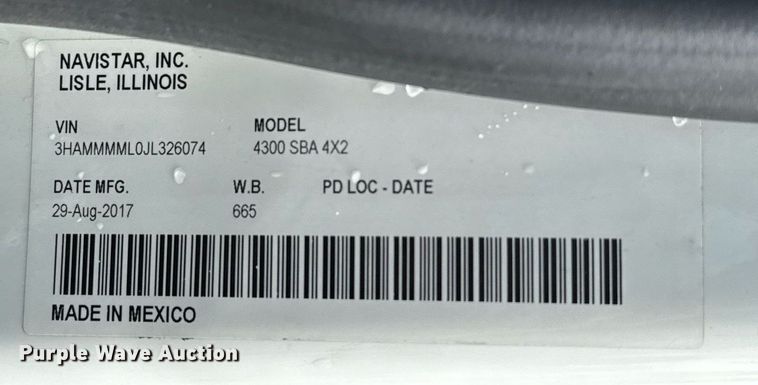 NAVISTAR, INC.
LISLE, ILLINOIS
VIN MODEL
3HAMMMML0JL326074 4300 SBA 4X2
DATE MFG. W.B. PD LOC - DATE
29-Aug-2017 665
MADE IN MEXICO
Purple Wave Auction